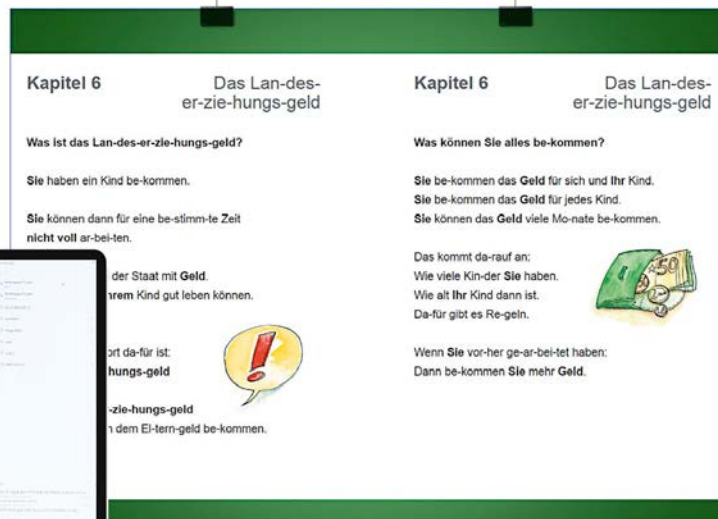 Kapitel 6
Das Lan-des-
er-zie-hungs-geld
Was ist das Lan-des-er-zie-hungs-geld?
Sie haben ein Kind be-kommen.
Sie können dann für eine be-stimm-te Zeit
nicht voll ar-bei-ten.
der Staat mit Geld.
Kind gut leben können.
da-für ist:
dem El-tern-geld be-kommen.
Kapitel 6
Das Lan-des-
er-zie-hungs-geld
Was können Sie alles be-kommen?
Sie be-kommen das Geld für sich und Ihr Kind.
Sie be-kommen das Geld für jedes Kind.
Sie können das Geld viele Mo-nate be-kommen.
Das kommt da-rauf an:
Wie viele Kin-der Sie haben.
Wie alt Ihr Kind dann ist.
Da-für gibt es Re-geln.
50
Wenn Sie vor-her ge-ar-bei-tet haben:
Dann be-kommen Sie mehr Geld.